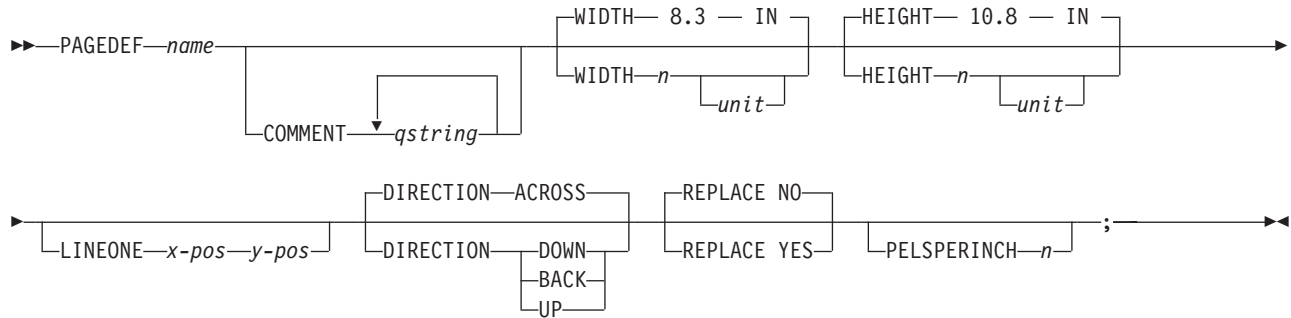 WIDTH 8.3 IN HEIGHT 10.8 IN
PAGEDEF name WIDTH n HEIGHT n
unit unit
COMMENT qstring
DIRECTION ACROSS REPLACE NO
;
LINEONE x-pos y-pos DIRECTION DOWN REPLACE YES PELSPERINCH n
BACK
UP